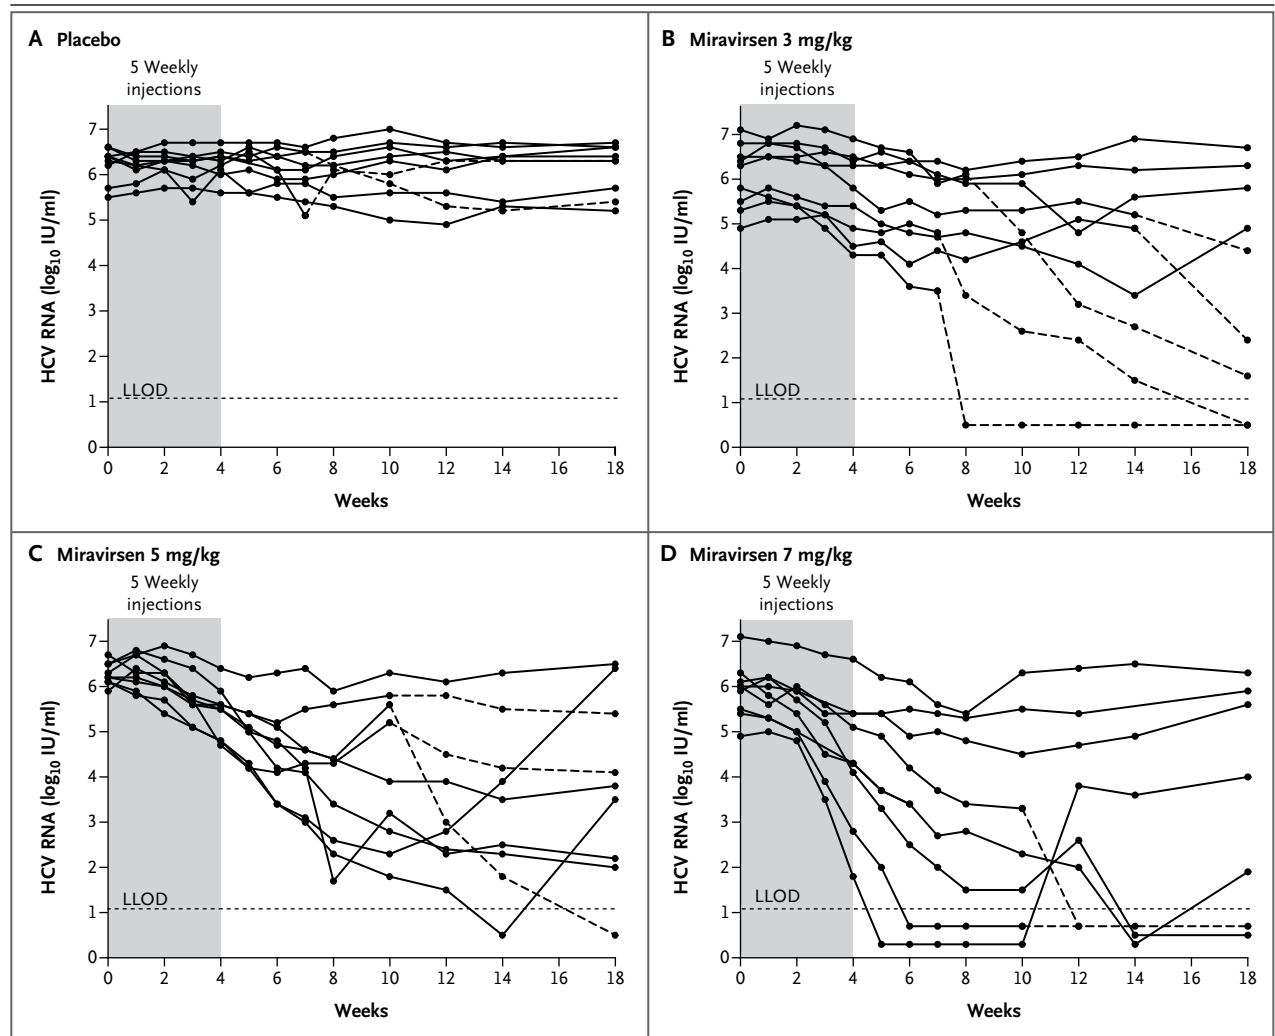 A Placebo
5 Weekly
injections
HCV RNA (log10 IU/ml)
7
6
5
4
3
2
1
0
LLOD
0 2 4 6 8 10 12 14 16 18
Weeks
B Miravirsen 3 mg/kg
5 Weekly
injections
HCV RNA (log10 IU/ml)
7
6
5
4
3
2
1
0
LLOD
0 2 4 6 8 10 12 14 16 18
Weeks
C Miravirsen 5 mg/kg
5 Weekly
injections
HCV RNA (log10 IU/ml)
7
6
5
4
3
2
1
0
LLOD
0 2 4 6 8 10 12 14 16 18
Weeks
D Miravirsen 7 mg/kg
5 Weekly
injections
HCV RNA (log10 IU/ml)
7
6
5
4
3
2
1
0
LLOD
0 2 4 6 8 10 12 14 16 18
Weeks